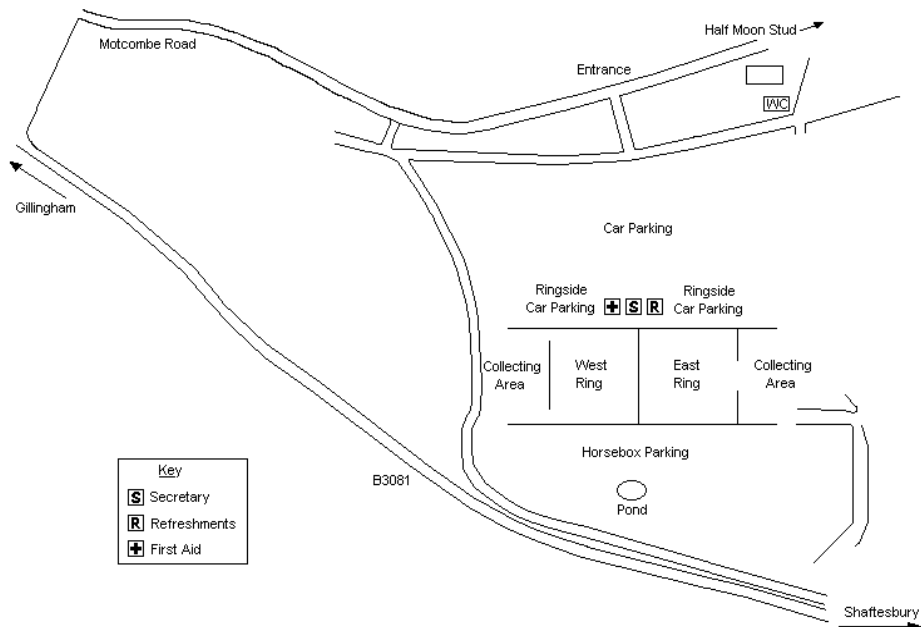 Half Moon Stud
Motcombe Road
Entrance
WC
Gillingham
Car Parking
Ringside
Car Parking
S
R
Ringside
Car Parking
Collecting
Area
West
Ring
East
Ring
Collecting
Area
Horsebox Parking
Pond
B3081
Key
S Secretary
R Refreshments
First Aid
Shaftesbury